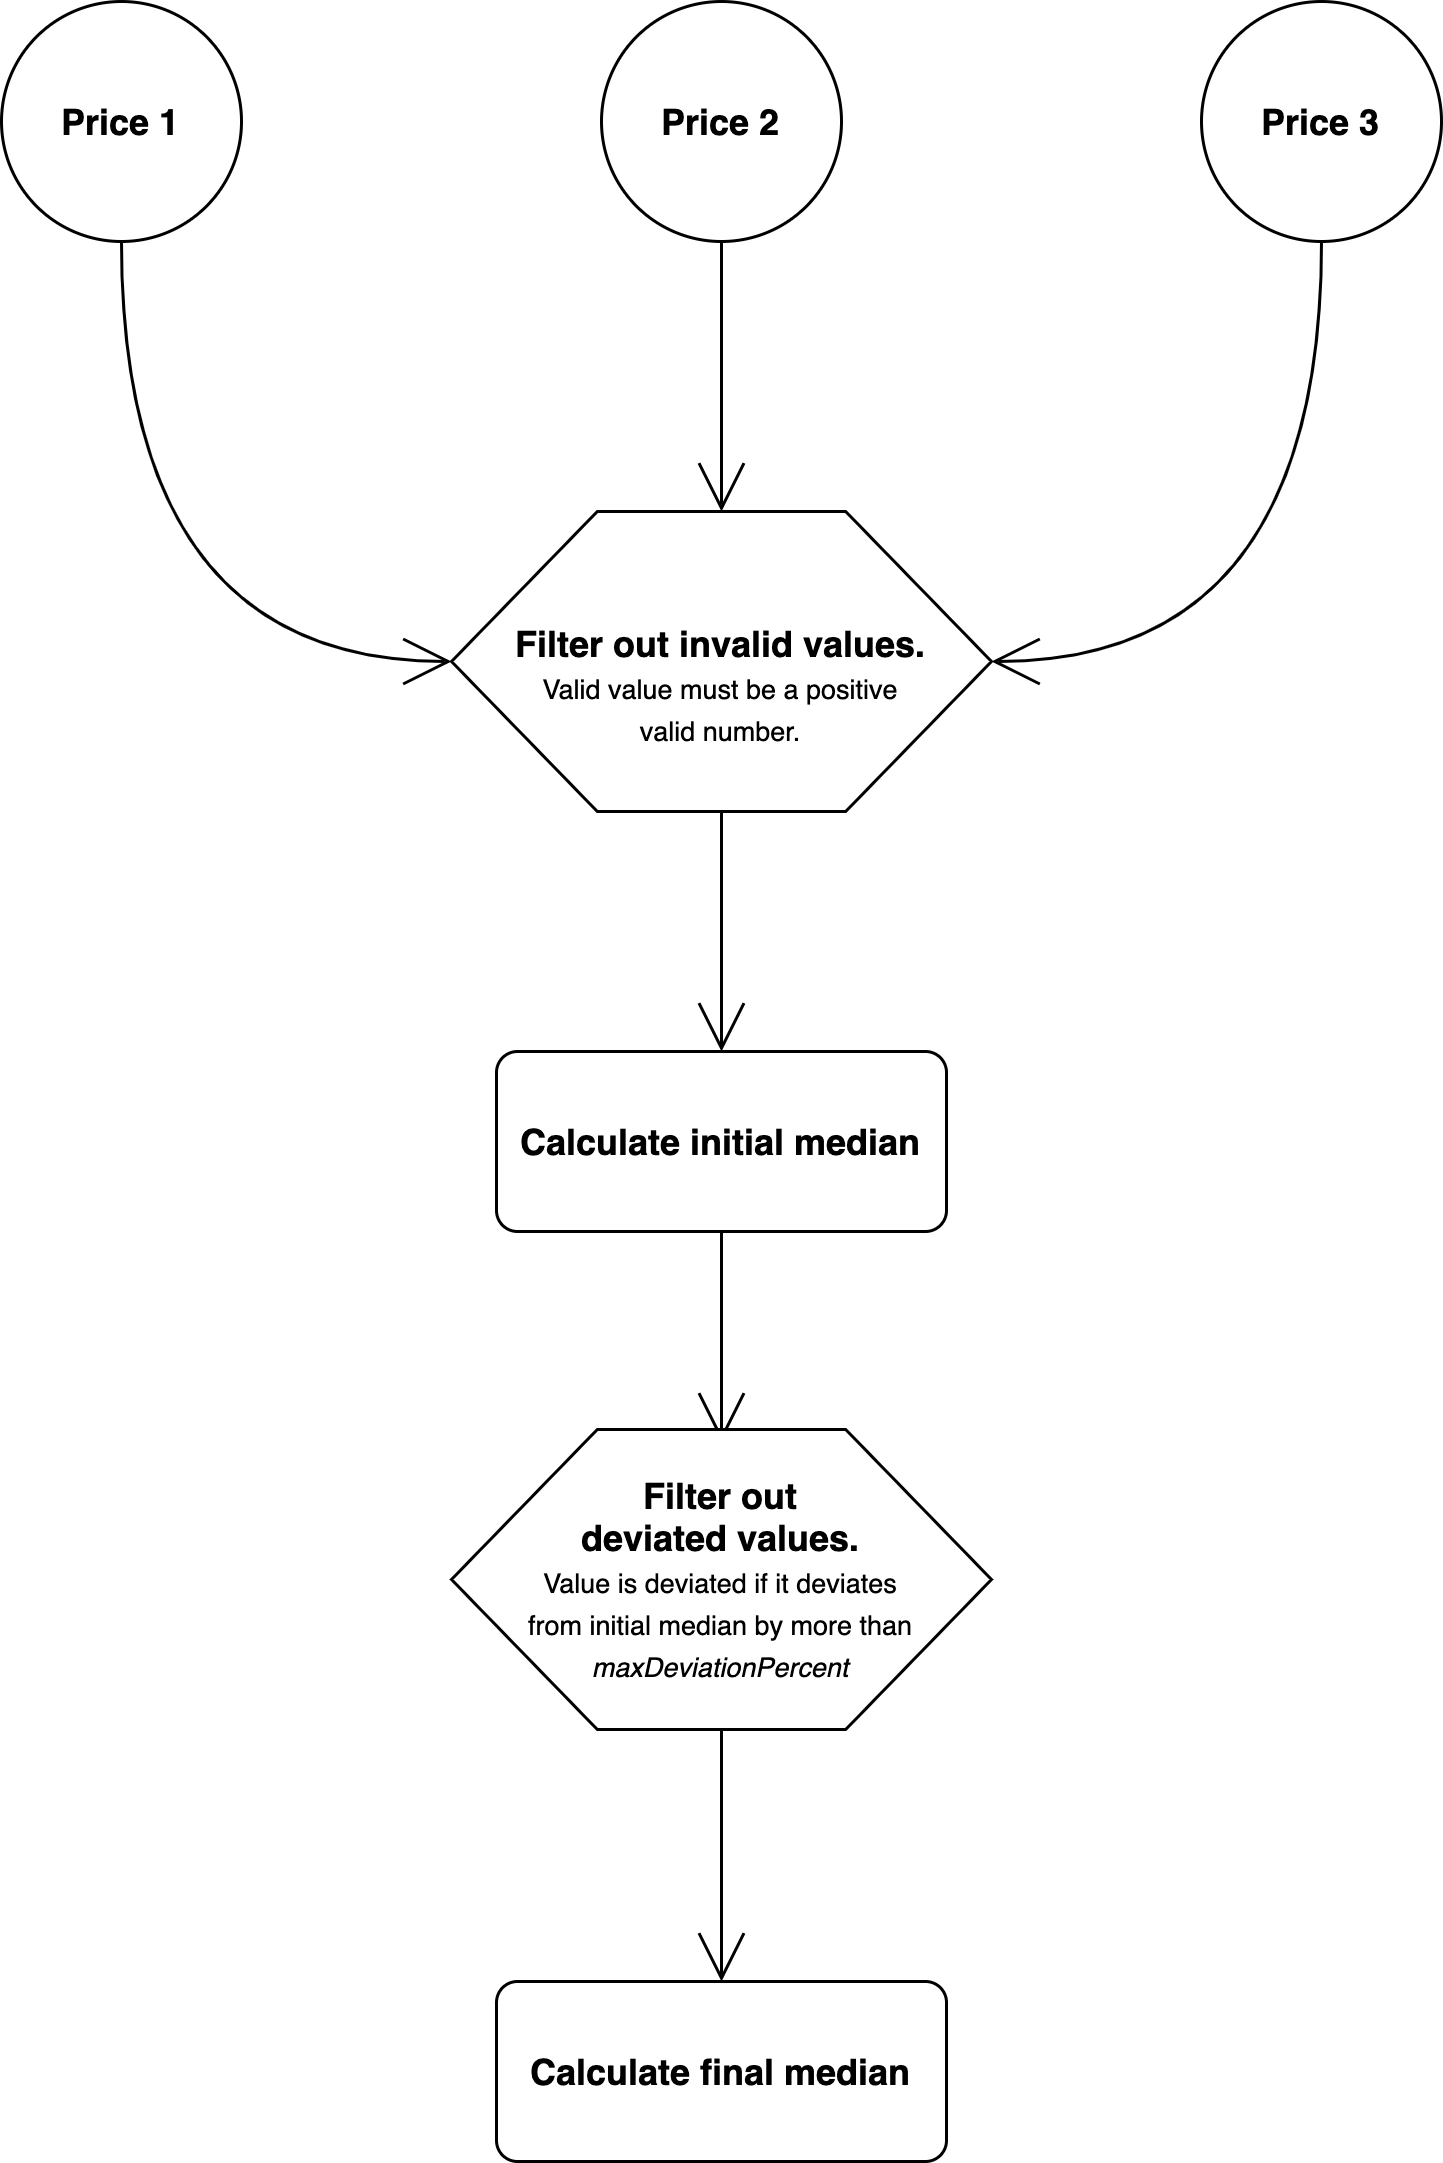 Price 1
Price 2
Price 3
Filter out invalid values.
Valid value must be a positive
valid number.
Calculate initial median
Filter out
deviated values.
Value is deviated if it deviates
from initial median by more than
maxDeviationPercent
Calculate final median